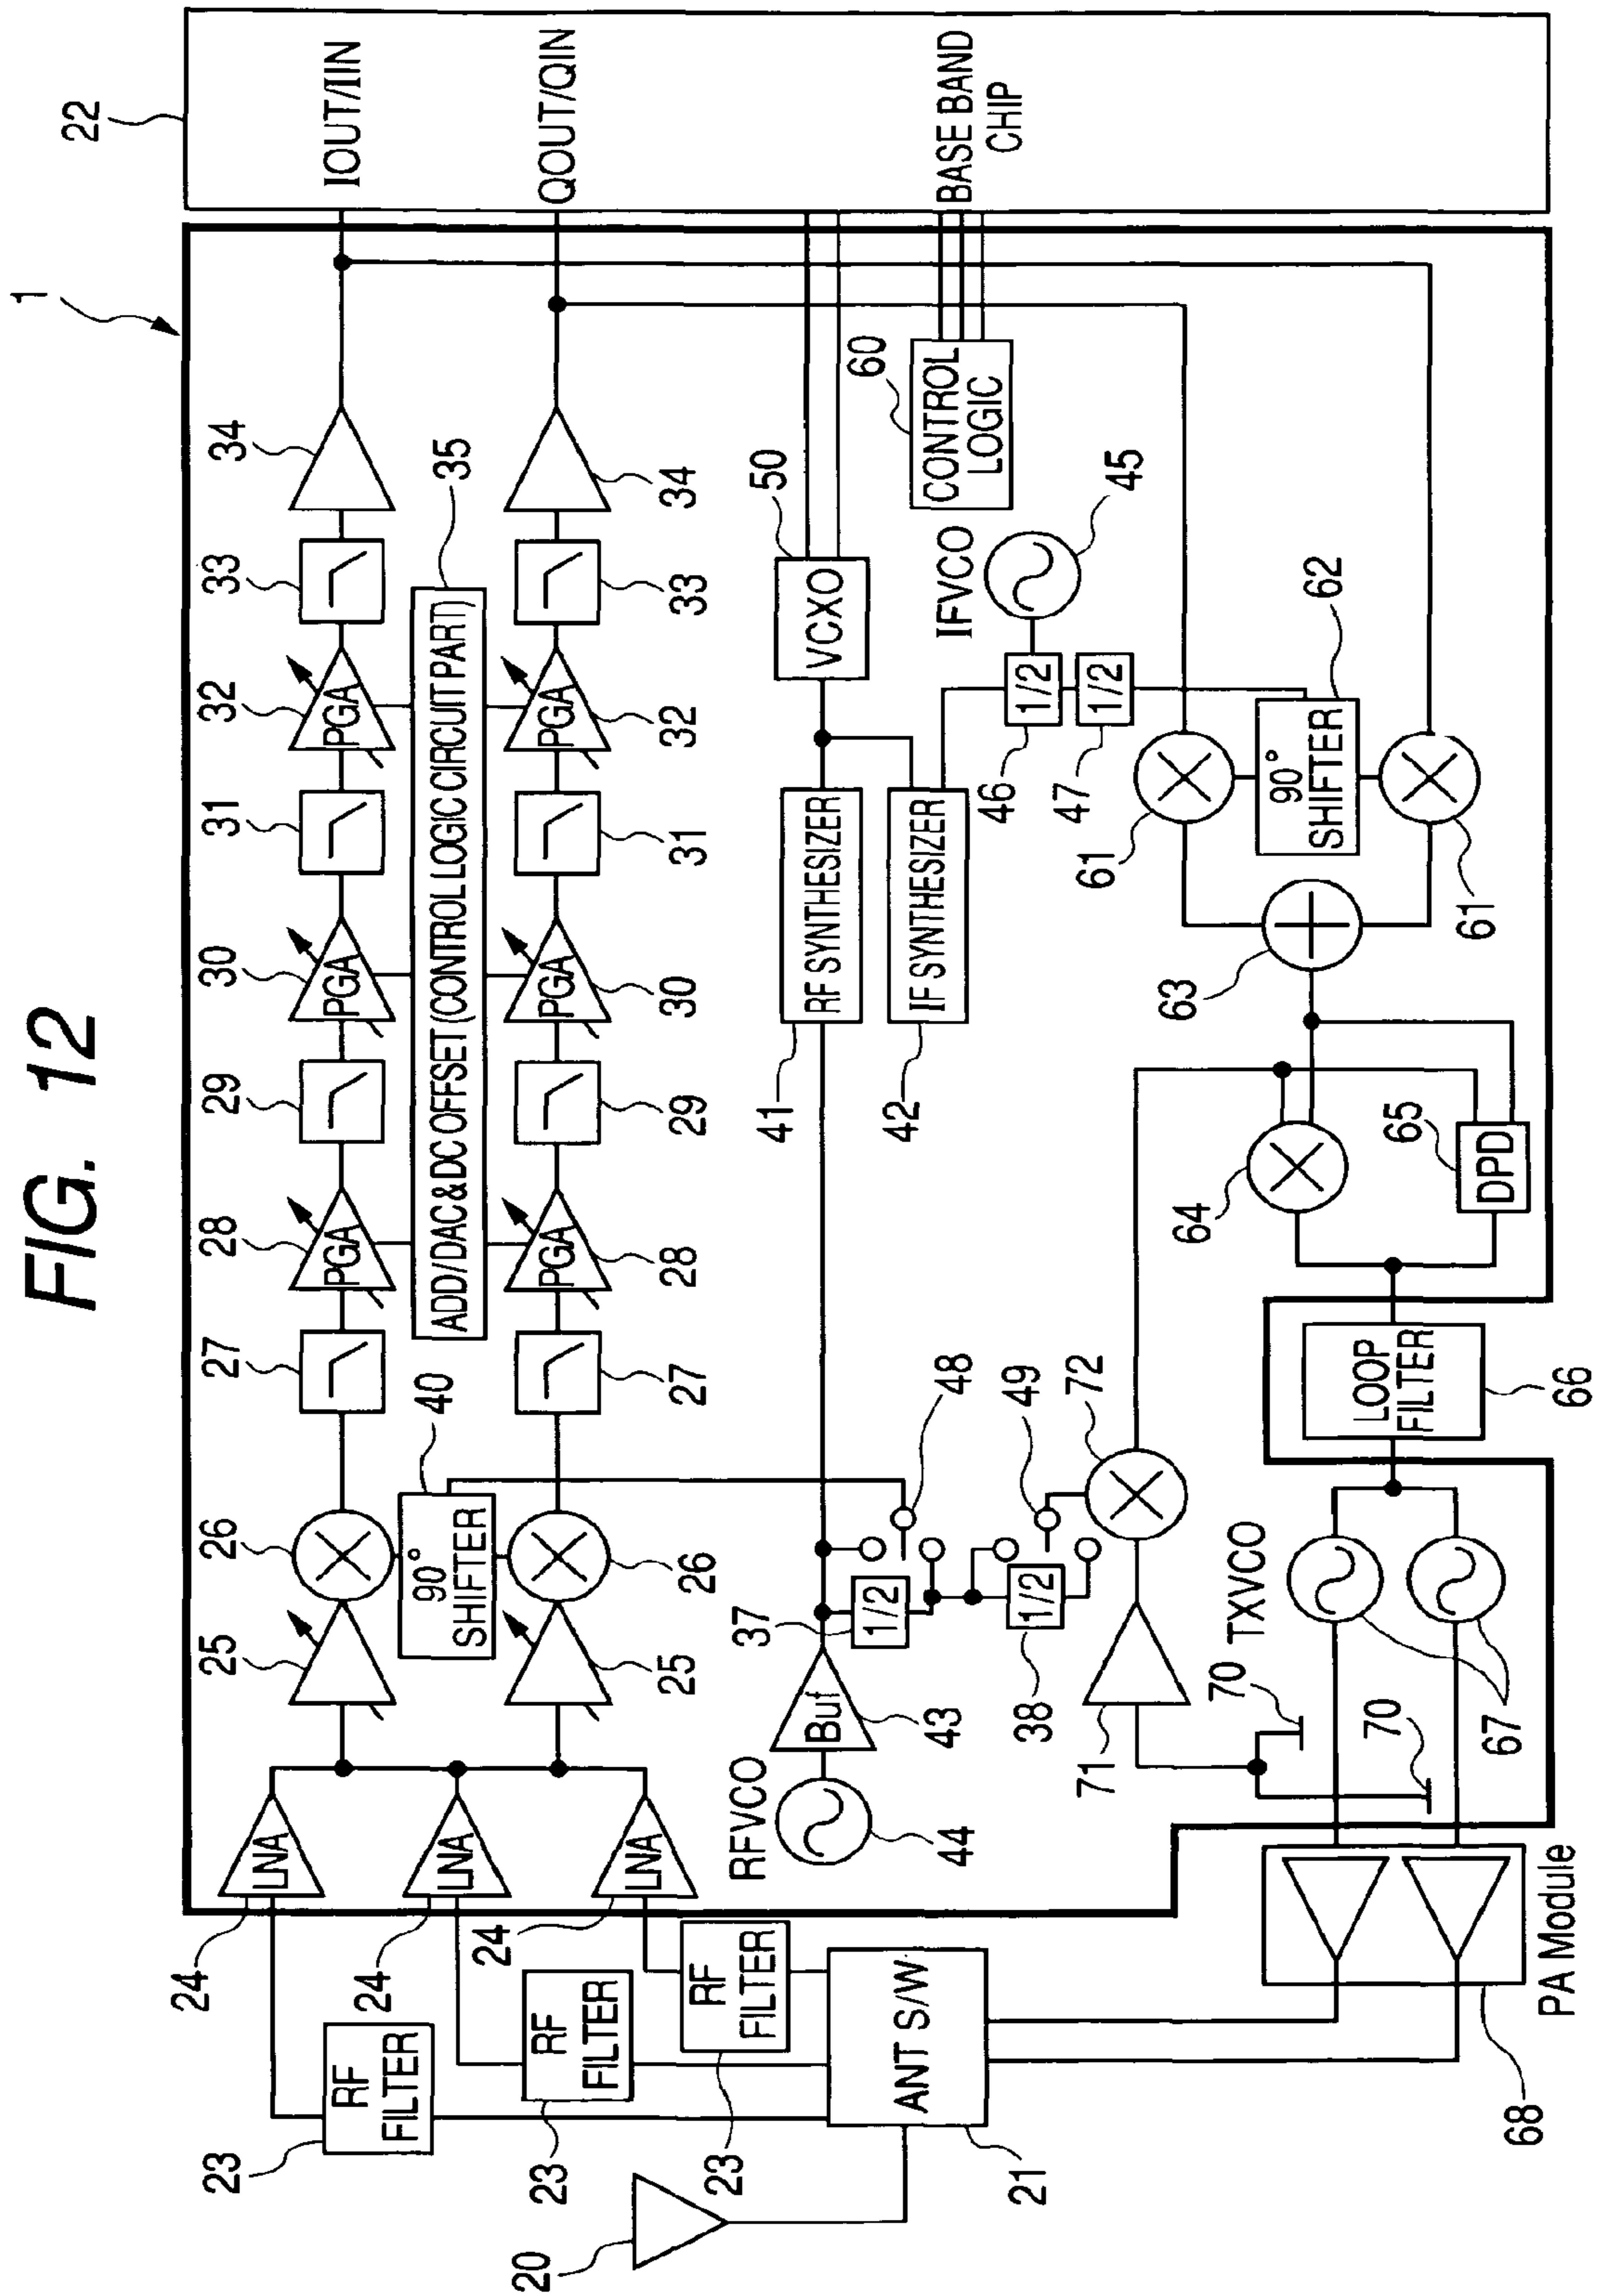 FIG. 12
1
22
IOUT/IIN
QOUT/QIN
BASE BAND
CHIP
24
LNA
24
LNA
24
LNA
25
25
26
26
40
90°
SHIFTER
27
27
28
PGA
PGA
28
29
29
30
PGA
PGA
30
31
31
32
PGA
PGA
32
33
33
34
34
35
ADD/DAC & DC OFFSET (CONTROL LOGIC CIRCUIT PART)
23
RF
FILTER
23
RF
FILTER
23
RF
FILTER
20
21
ANT S/W
RFVCO
44
Buf
43
37
1/2
48
38
1/2
49
41
RF SYNTHESIZER
42
IF SYNTHESIZER
50
VCXO
60
CONTROL
LOGIC
IFVCO
45
46
1/2
47
1/2
61
61
62
90°
SHIFTER
63
64
65
DPD
66
LOOP
FILTER
TXVCO
67
70
70
71
72
68
PA Module